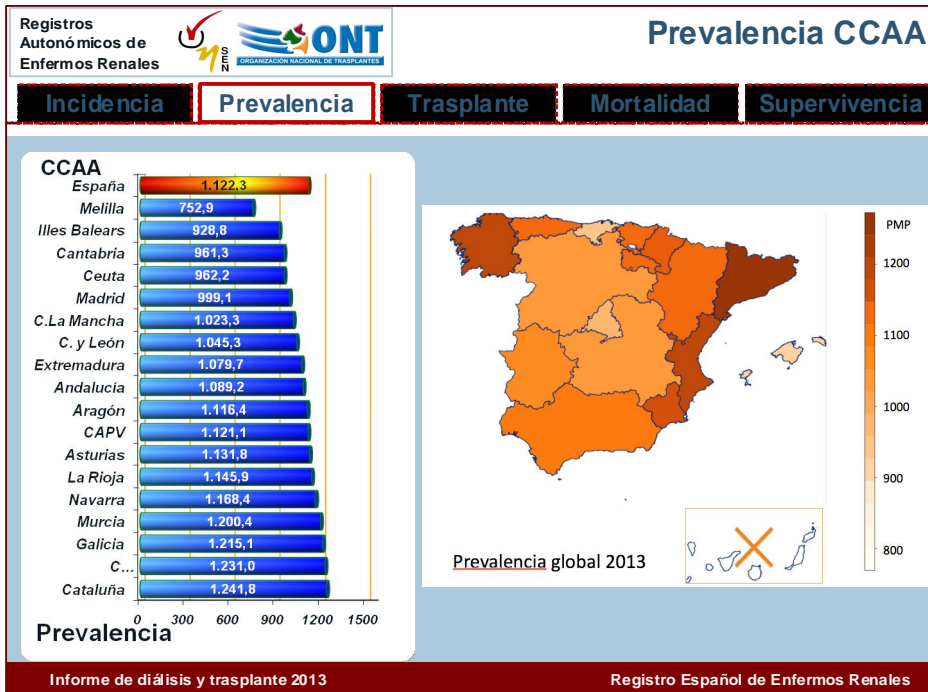 Registros
Autonómicos de
Enfermos Renales
SEN
ONT
ORGANIZACIÓN NACIONAL DE TRASPLANTES
Prevalencia CCAA
Incidencia Prevalencia Trasplante Mortalidad Supervivencia
CCAA
España 1.122,3
Melilla 752,9
Illes Balears 928,8
Cantabria 961,3
Ceuta 962,2
Madrid 999,1
C.La Mancha 1.023,3
C. y León 1.045,3
Extremadura 1.079,7
Andalucía 1.089,2
Aragón 1.116,4
CAPV 1.121,1
Asturias 1.131,8
La Rioja 1.145,9
Navarra 1.168,4
Murcia 1.200,4
Galicia 1.215,1
C... 1.231,0
Cataluña 1.241,8
0 300 600 900 1200 1500
Prevalencia
PMP
1200
1100
1000
900
800
Prevalencia global 2013
Informe de diálisis y trasplante 2013
Registro Español de Enfermos Renales